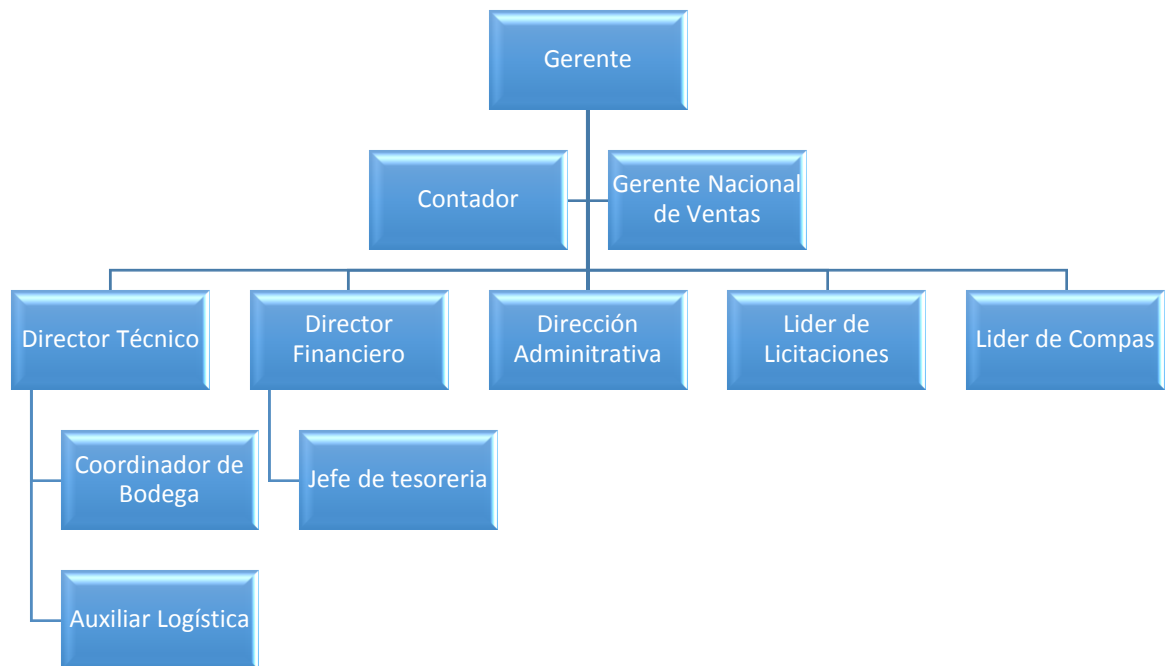 Gerente
Contador
Gerente Nacional
de Ventas
Director Técnico
Director
Financiero
Dirección
Adminitrativa
Lider de
Licitaciones
Lider de Compas
Coordinador de
Bodega
Jefe de tesoreria
Auxiliar Logística